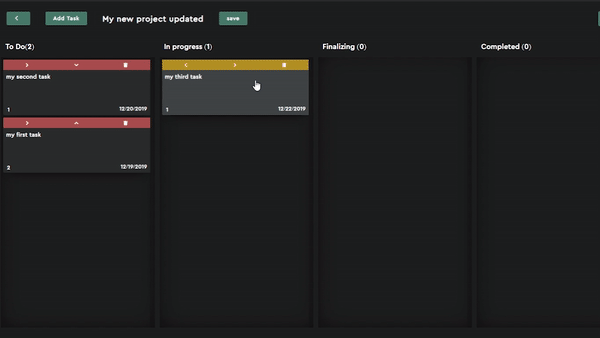 Add Task
My new project updated
save
To Do(2)
In progress (1)
Finalizing (0)
Completed (0)
my second task
1
12/20/2019
my first task
2
12/19/2019
my third task
1
12/22/2019